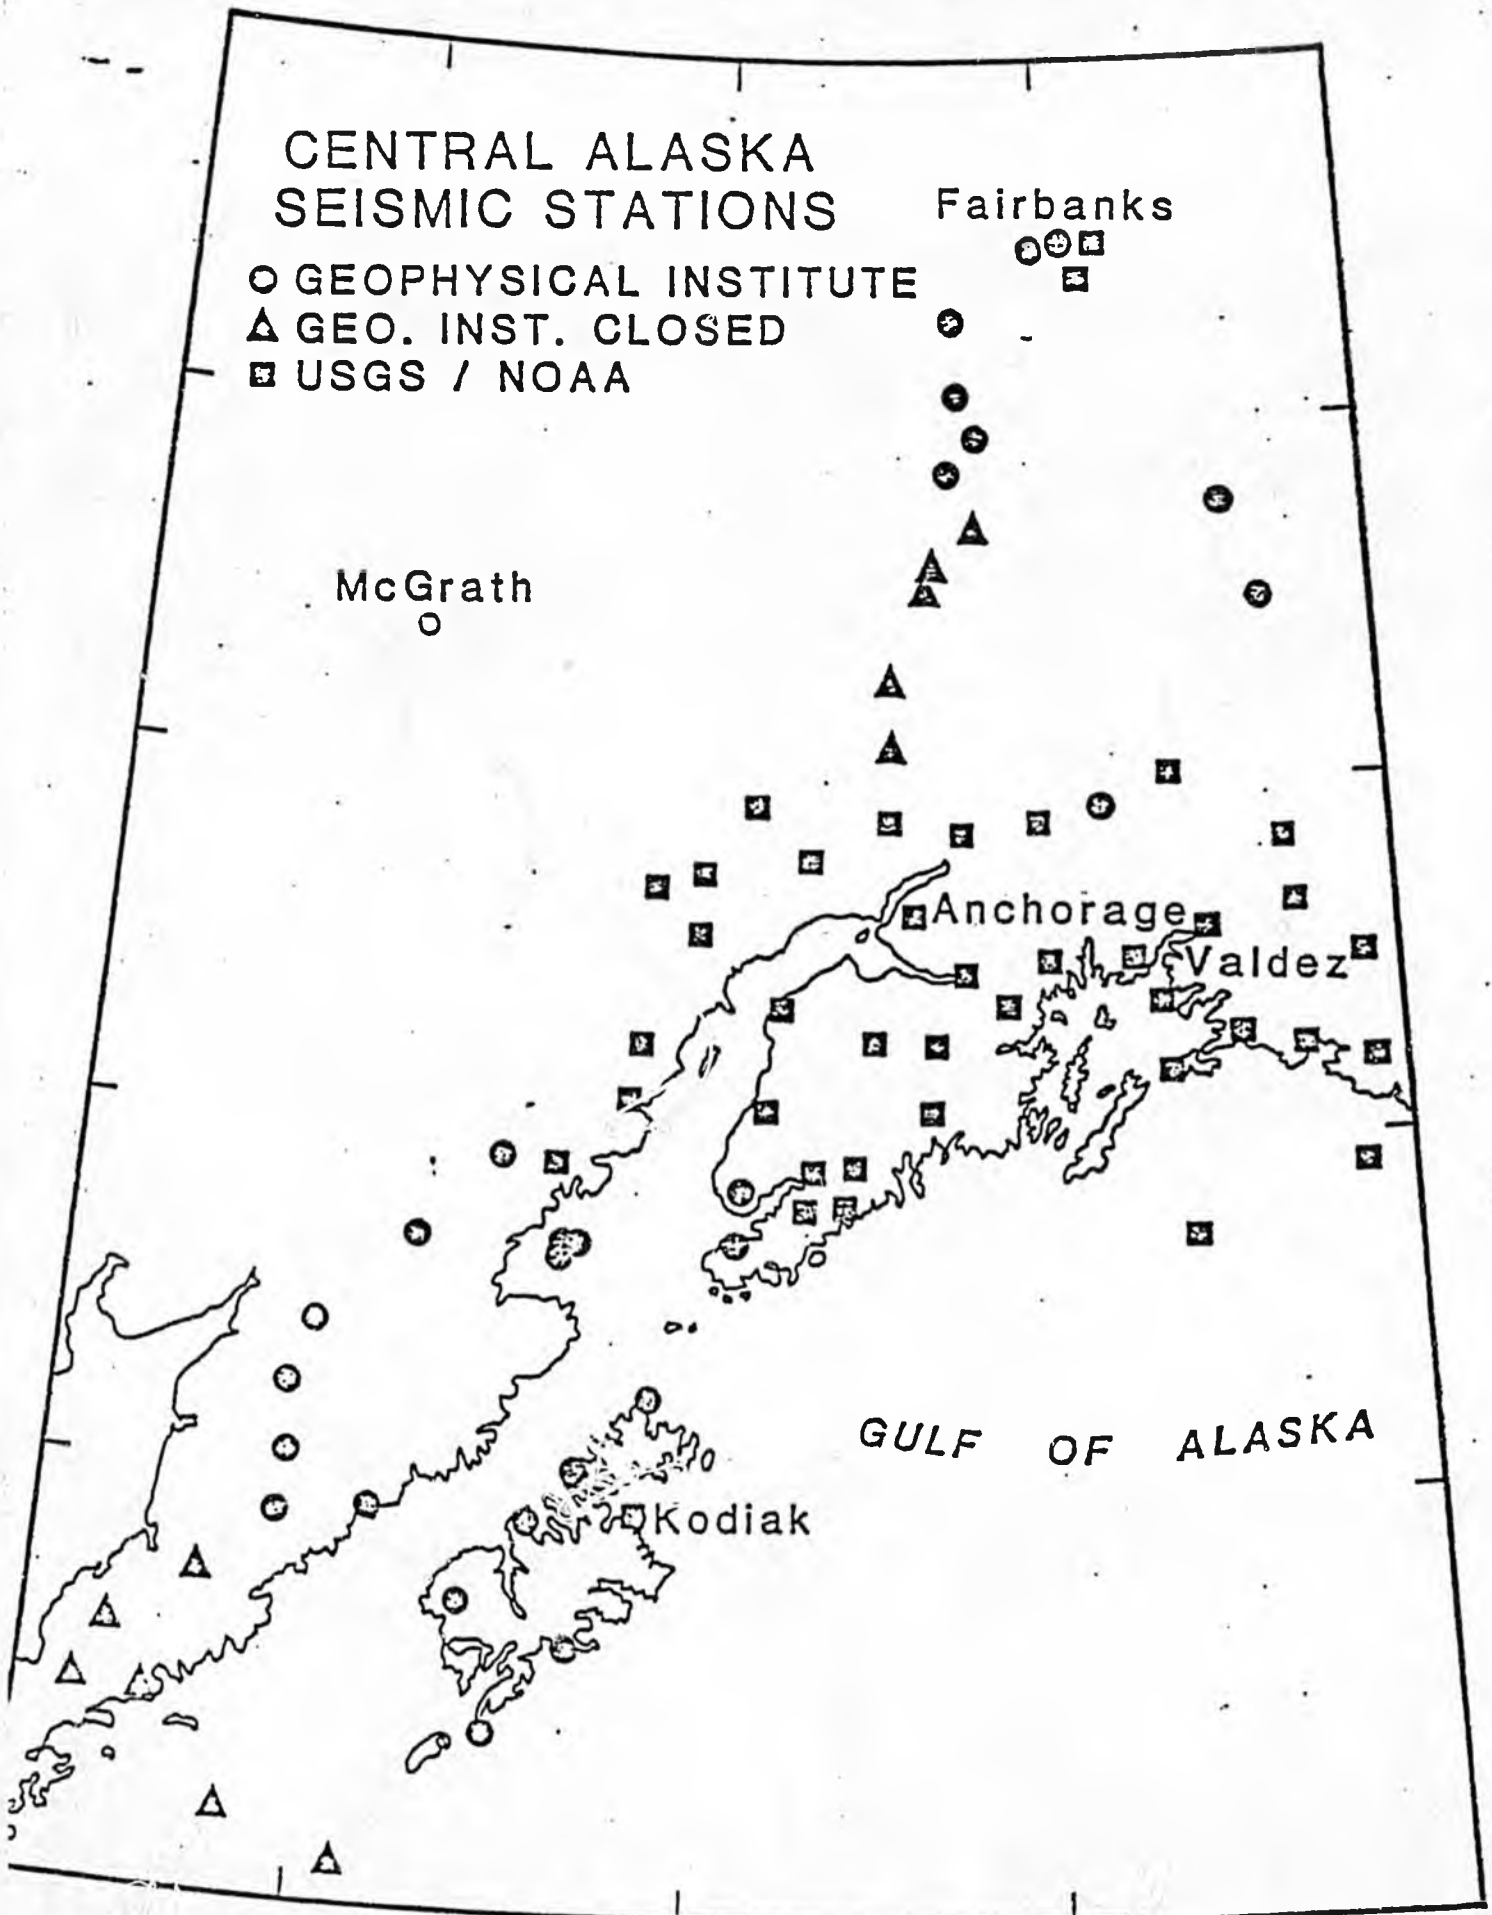 CENTRAL ALASKA
SEISMIC STATIONS
GEOPHYSICAL INSTITUTE
GEO. INST. CLOSED
USGS / NOAA
Fairbanks
McGrath
Anchorage
Valdez
GULF OF ALASKA
Kodiak